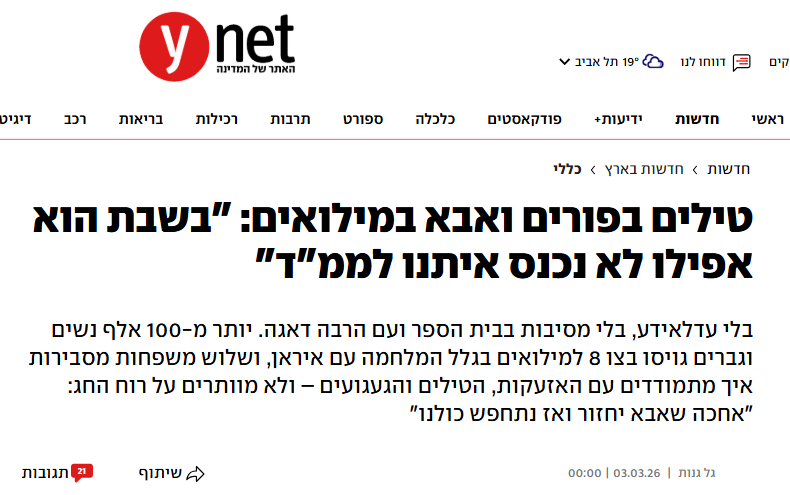 ynet
האתר של המדינה
קים
דווחו לנו
19° תל אביב
ראשי
חדשות
ידיעות+
פודקאסטים
כלכלה
ספורט
תרבות
רכילות
בריאות
רכב
דיגיט
חדשות › חדשות בארץ › כללי
טילים בפורים ואבא במילואים: "בשבת הוא
אפילו לא נכנס איתנו לממ"ד"
בלי עדלאידע, בלי מסיבות בבית הספר ועם הרבה דאגה. יותר מ-100 אלף נשים
וגברים גויסו בצו 8 למילואים בגלל המלחמה עם איראן, ושלוש משפחות מסבירות
איך מתמודדים עם האזעקות, הטילים והגעגועים – ולא מוותרים על רוח החג:
"אחכה שאבא יחזור ואז נתחפש כולנו"
גל גנות | 03.03.26 | 00:00
שיתוף
21 תגובות